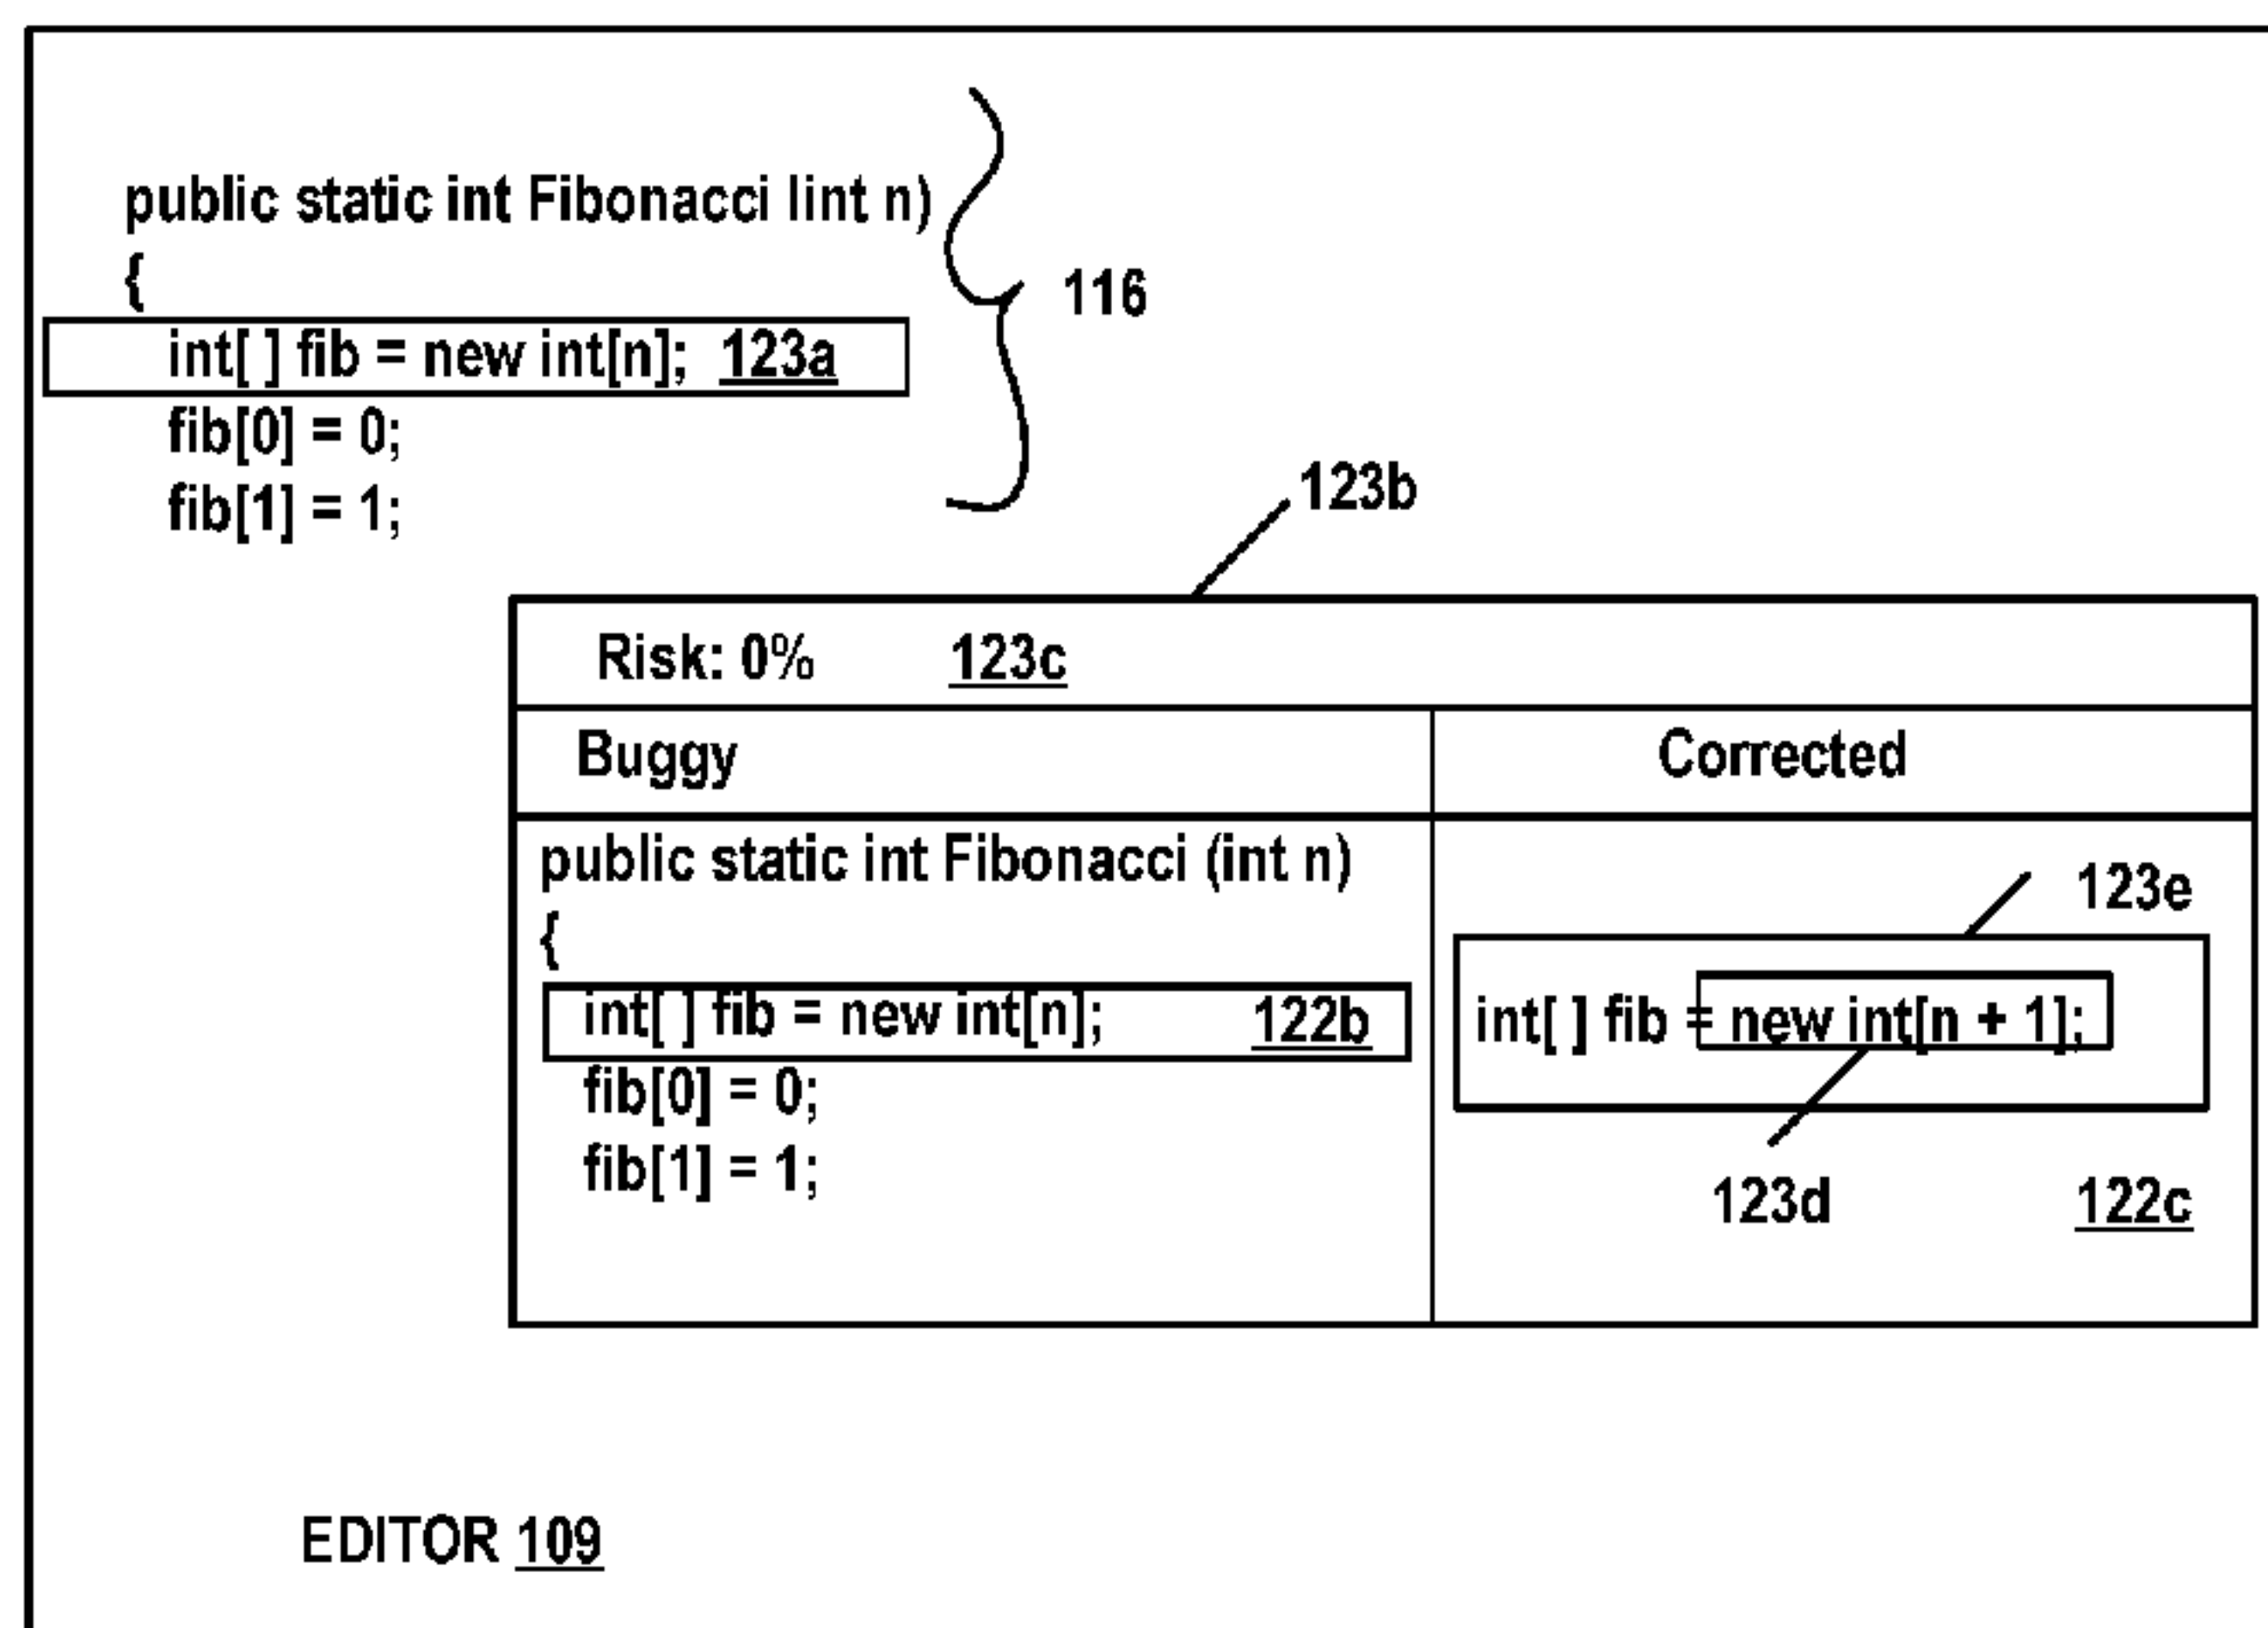 public static int Fibonacci lint n)
{
116
int[ ] fib = new int[n]; 123a
fib[0] = 0;
fib[1] = 1;
123b
Risk: 0% 123c
Buggy
Corrected
public static int Fibonacci (int n)
{
int[ ] fib = new int[n]; 122b
fib[0] = 0;
fib[1] = 1;
123e
int[ ] fib = new int[n + 1];
123d
122c
EDITOR 109